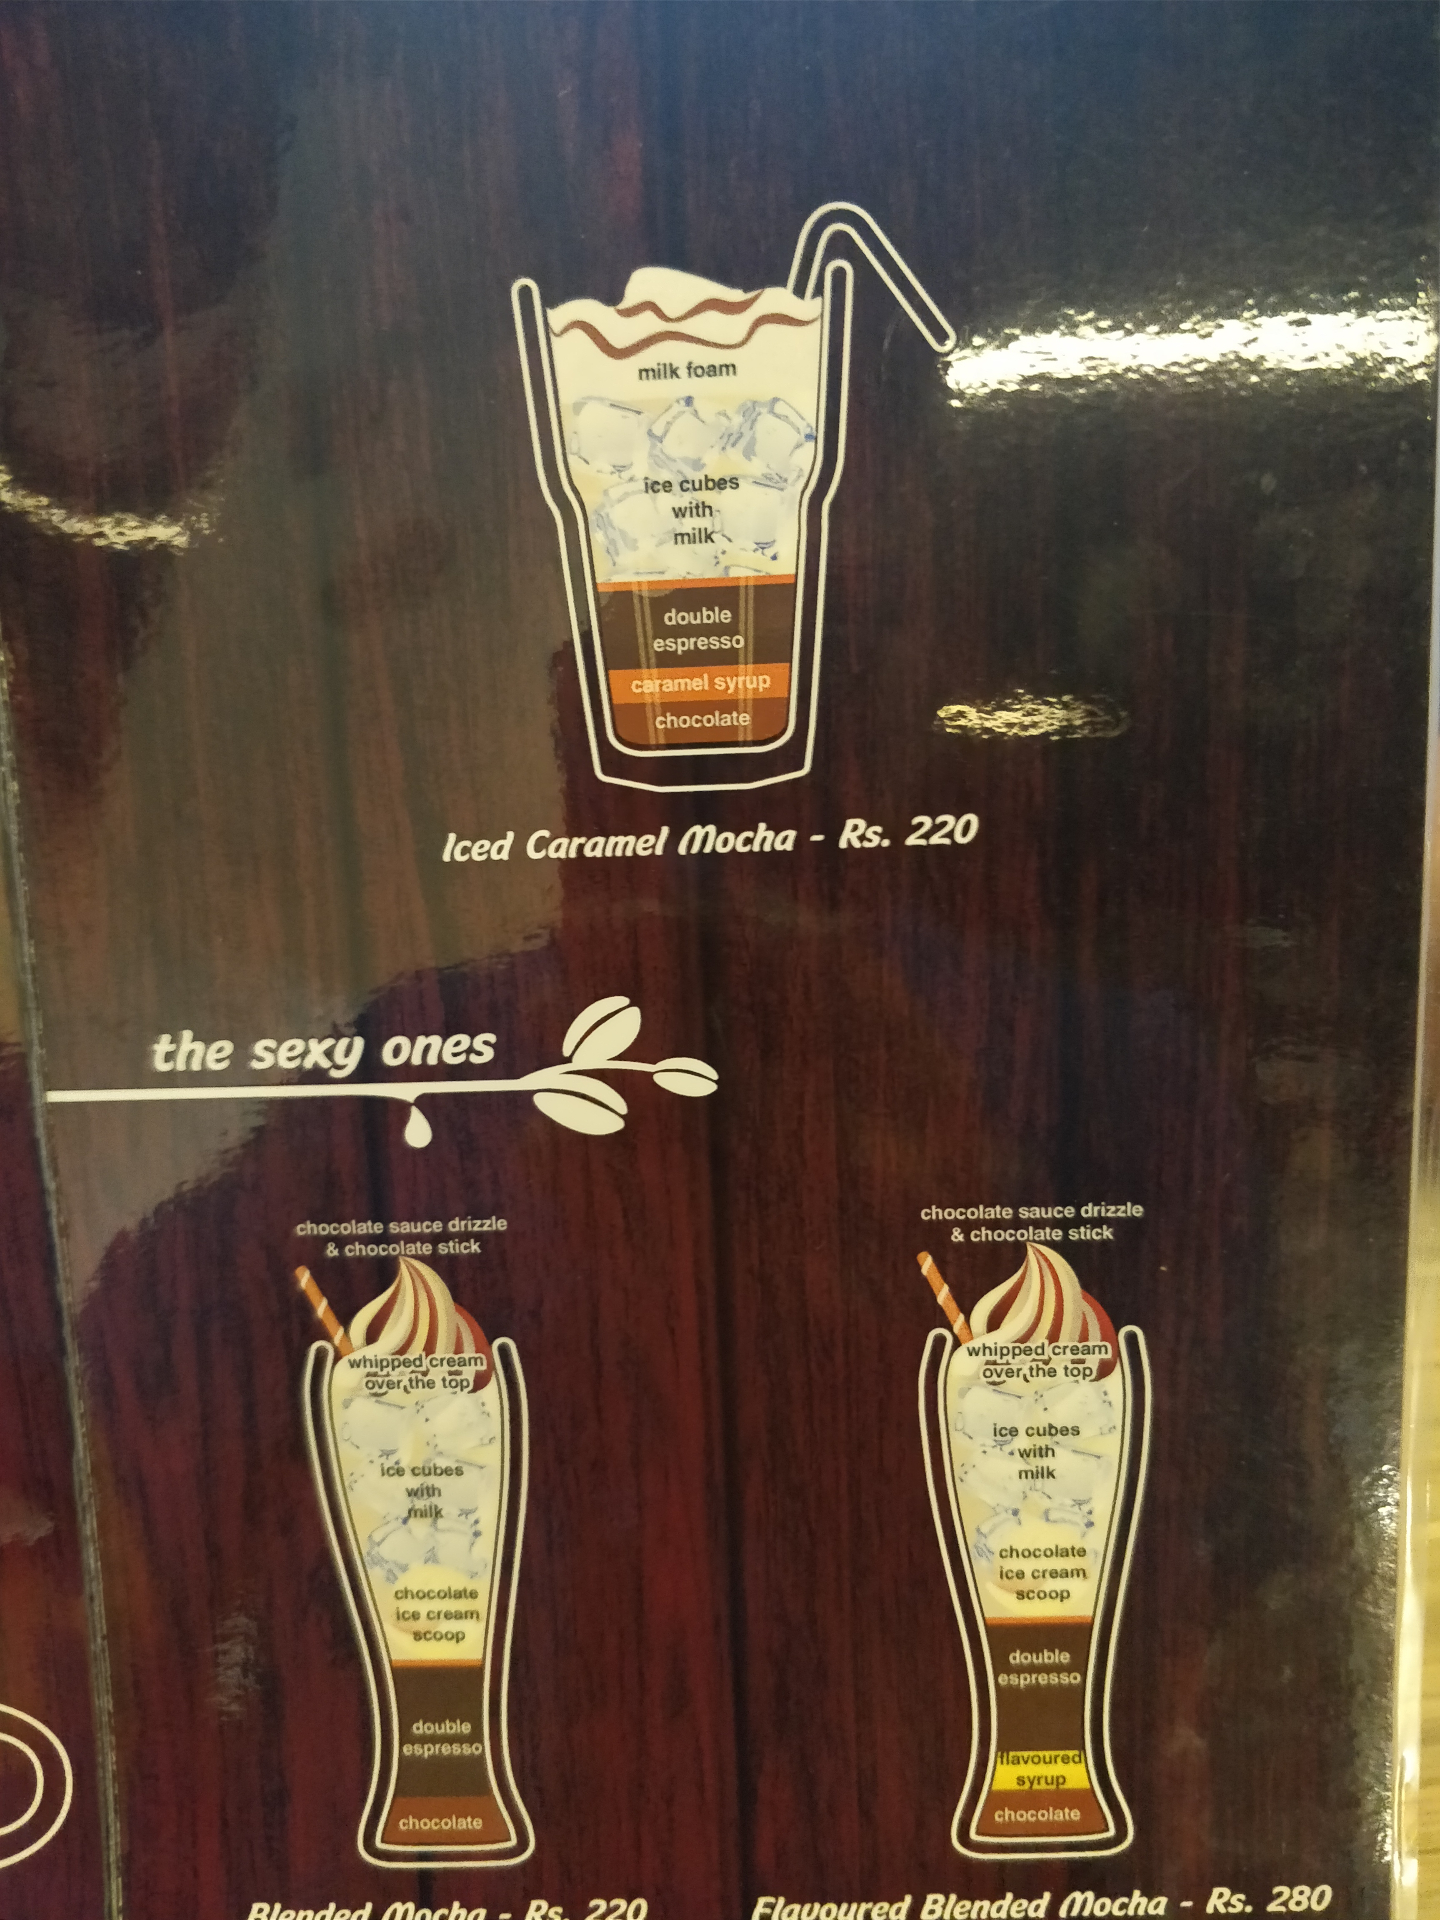 milk foam
ice cubes
with
milk
double
espresso
caramel syrup
chocolate
Iced Caramel Mocha - Rs. 220
the sexy ones
chocolate sauce drizzle
& chocolate stick
whipped cream
over the top
ice cubes
with
milk
chocolate
ice cream
scoop
double
espresso
chocolate
Blended Mocha - Rs. 220
chocolate sauce drizzle
& chocolate stick
whipped cream
over the top
ice cubes
with
milk
chocolate
ice cream
scoop
double
espresso
flavoured
syrup
chocolate
Flavoured Blended Mocha - Rs. 280